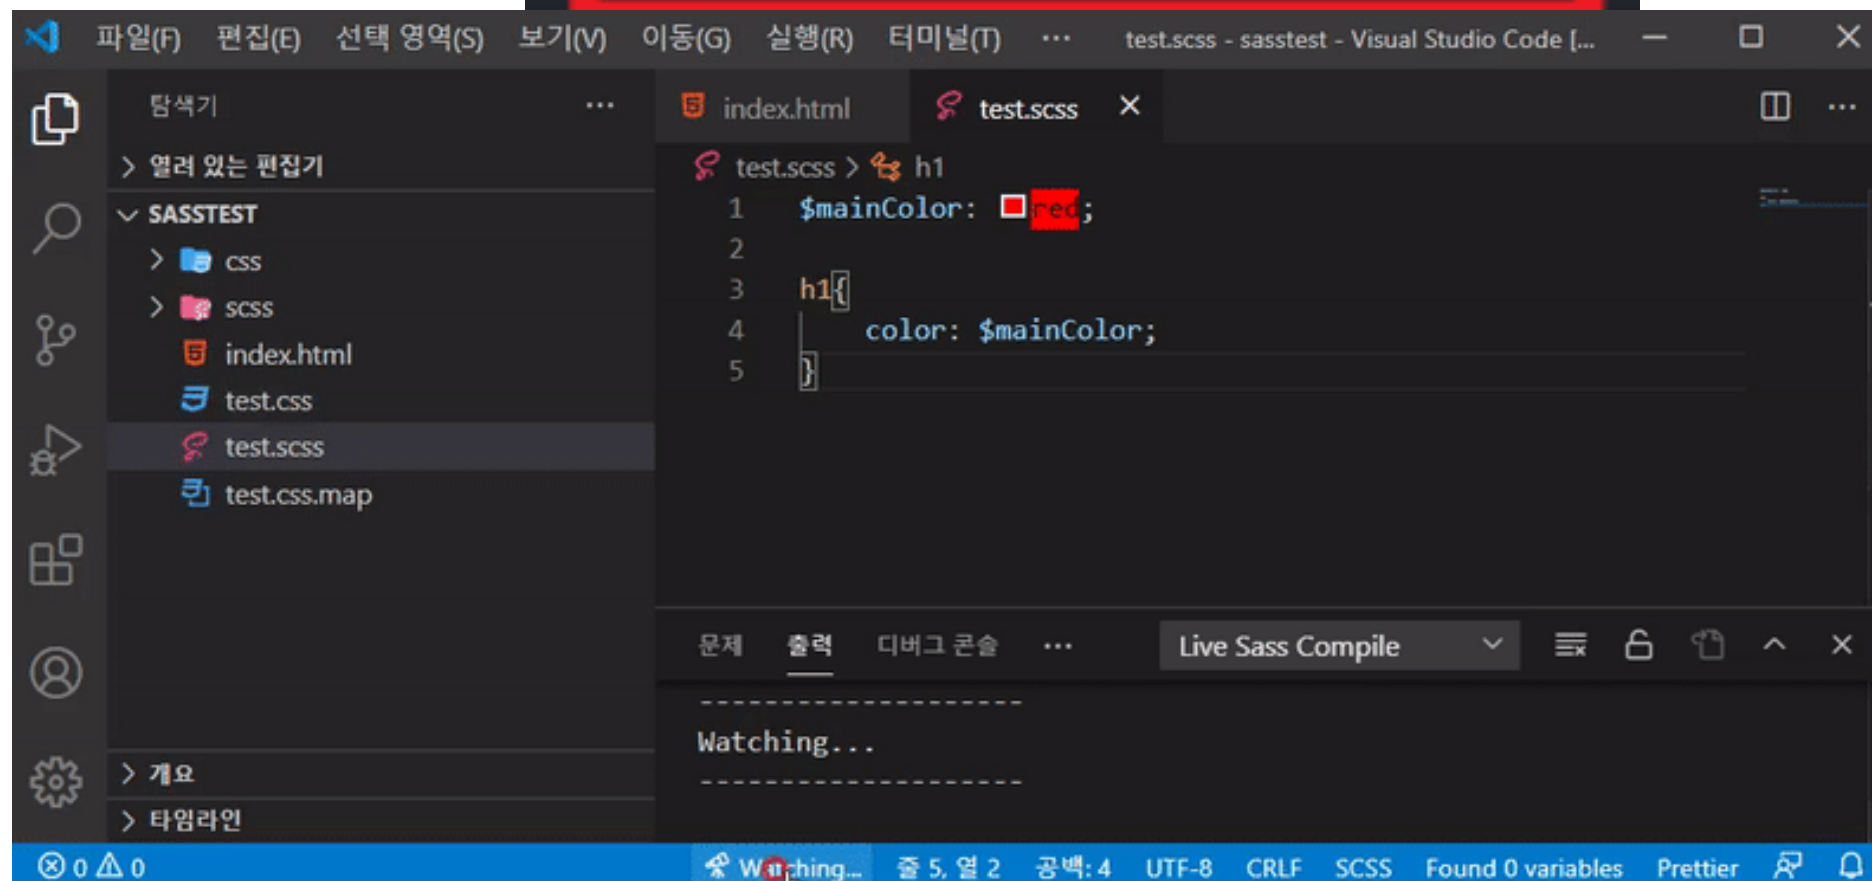 파일(F) 편집(E) 선택 영역(S) 보기(V) 이동(G) 실행(R) 터미널(T) ··· test.scss - sasstest - Visual Studio Code [...
탐색기 ···
열려 있는 편집기
SASSTEST
css
scss
index.html
test.css
test.scss
test.css.map
개요
타임라인
index.html test.scss
test.scss > h1
1 $mainColor: red;
2
3 h1{
4 color: $mainColor;
5 }
문제 출력 디버그 콘솔 ··· Live Sass Compile
--------------------
Watching...
--------------------
0 0 Watching... 줄 5, 열 2 공백: 4 UTF-8 CRLF SCSS Found 0 variables Prettier